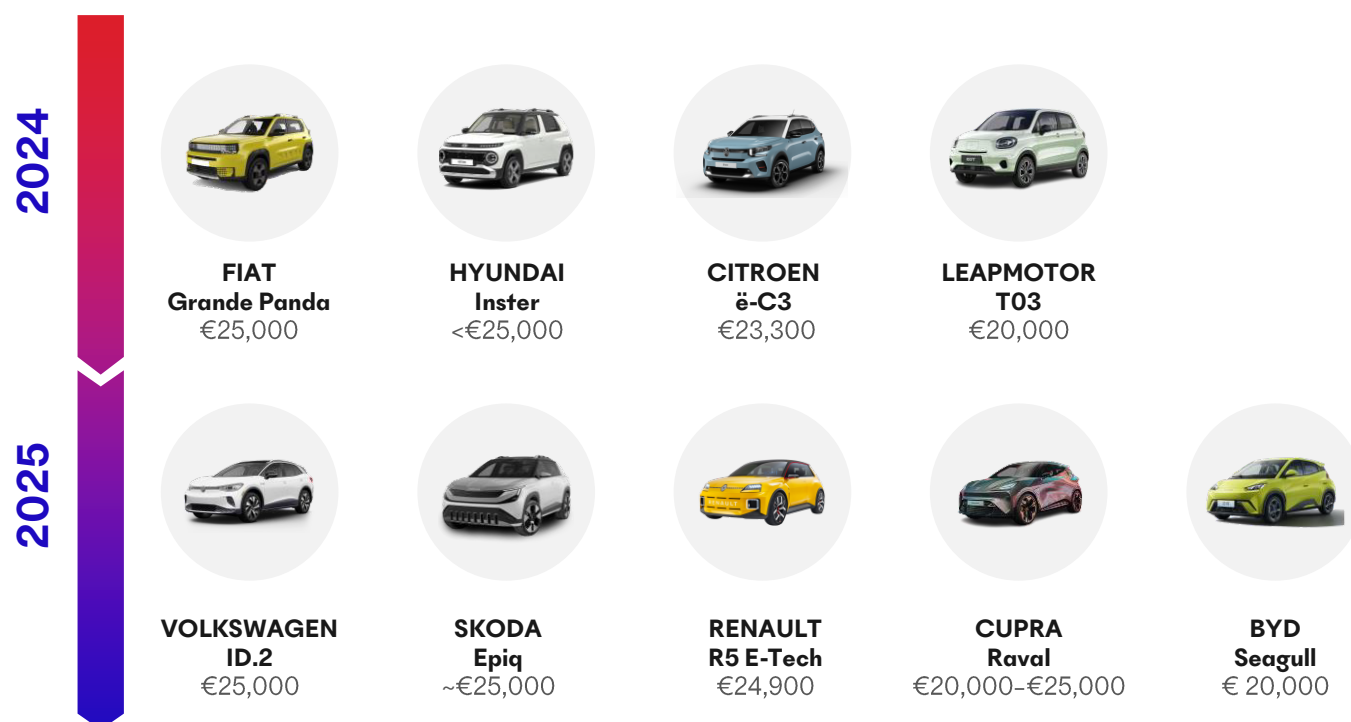 2024
FIAT
Grande Panda
€25,000
HYUNDAI
Inster
<€25,000
CITROEN
ë-C3
€23,300
LEAPMOTOR
T03
€20,000
2025
VOLKSWAGEN
ID.2
€25,000
SKODA
Epiq
~€25,000
RENAULT
R5 E-Tech
€24,900
CUPRA
Raval
€20,000-€25,000
BYD
Seagull
€ 20,000